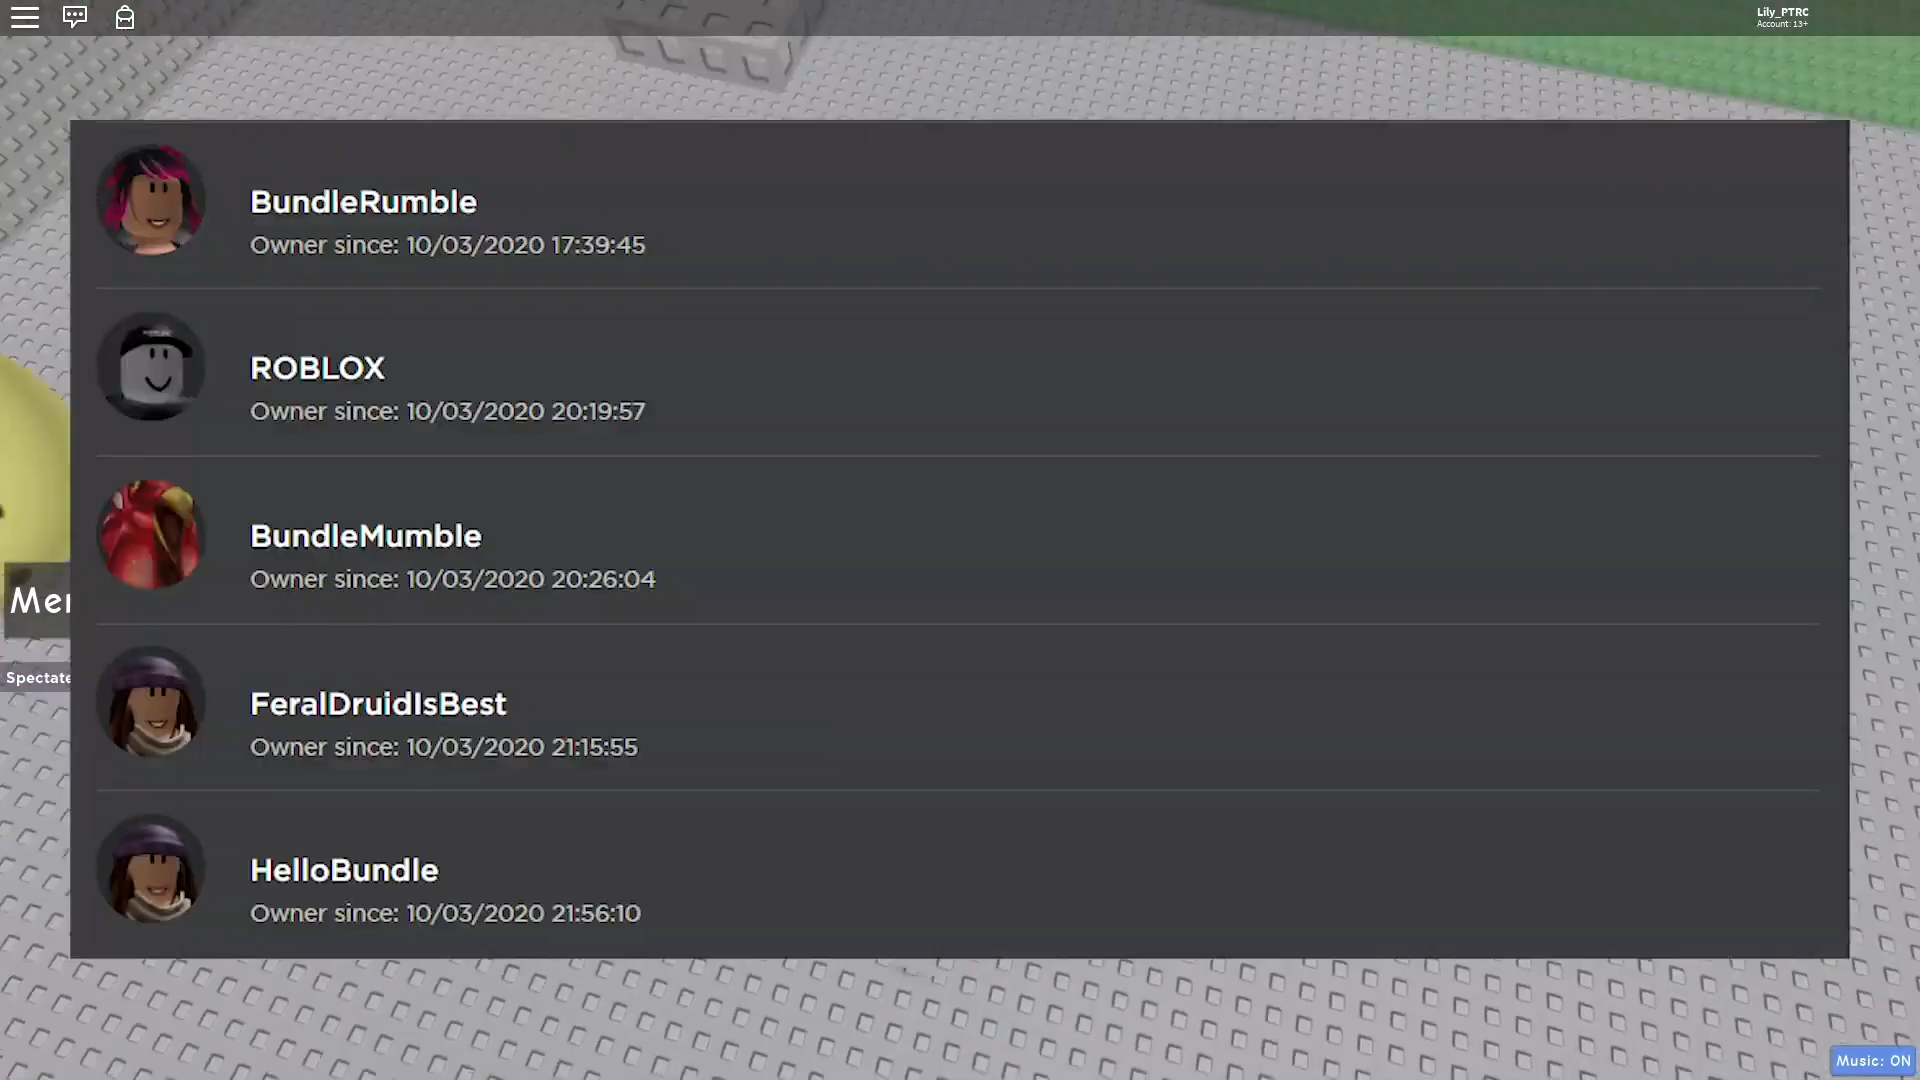 Lily_PTRC
Account: 13+
BundleRumble
Owner since: 10/03/2020 17:39:45
ROBLOX
Owner since: 10/03/2020 20:19:57
BundleMumble
Owner since: 10/03/2020 20:26:04
Mer
FeralDruidIsBest
Spectate
Owner since: 10/03/2020 21:15:55
HelloBundle
Owner since: 10/03/2020 21:56:10
Music: ON